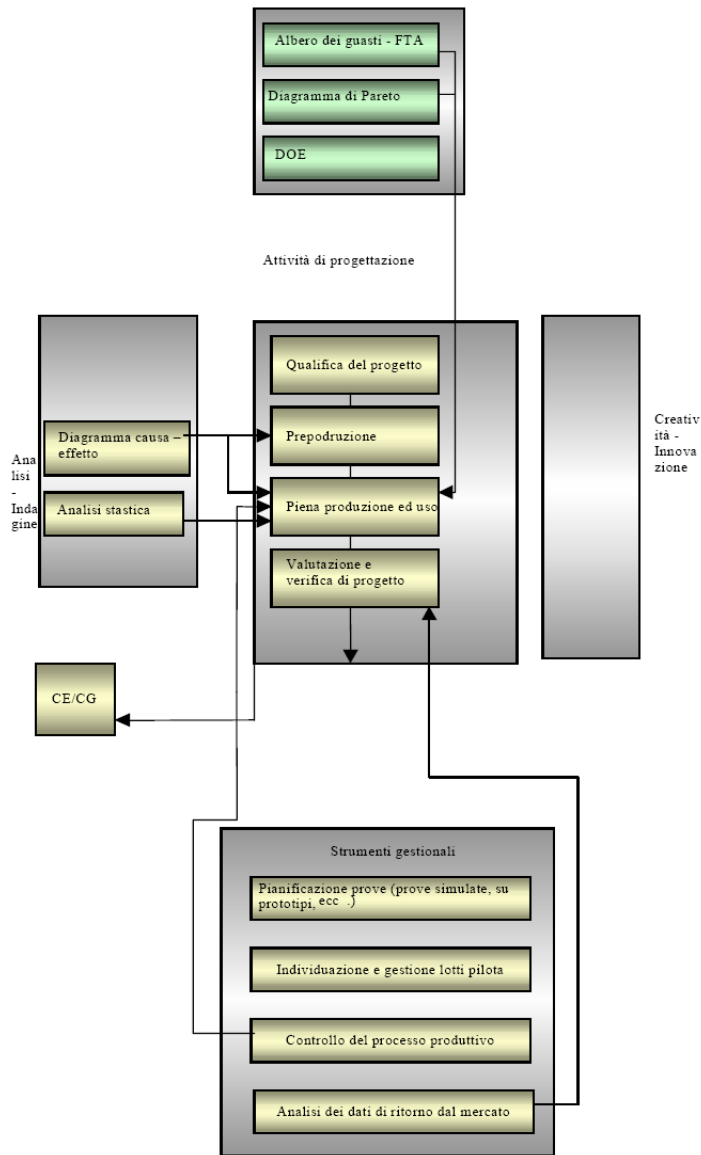 Albero dei guasti - FTA
Diagramma di Pareto
DOE
Attività di progettazione
Qualifica del progetto
Diagramma causa –
effetto
Prepodruzione
Creativ
ità -
Innova
zione
Ana
lisi
-
Inda
gine
Analisi stastica
Piena produzione ed uso
Valutazione e
verifica di progetto
CE/CG
Strumenti gestionali
Pianificazione prove (prove simulate, su
prototipi, ecc .)
Individuazione e gestione lotti pilota
Controllo del processo produttivo
Analisi dei dati di ritorno dal mercato